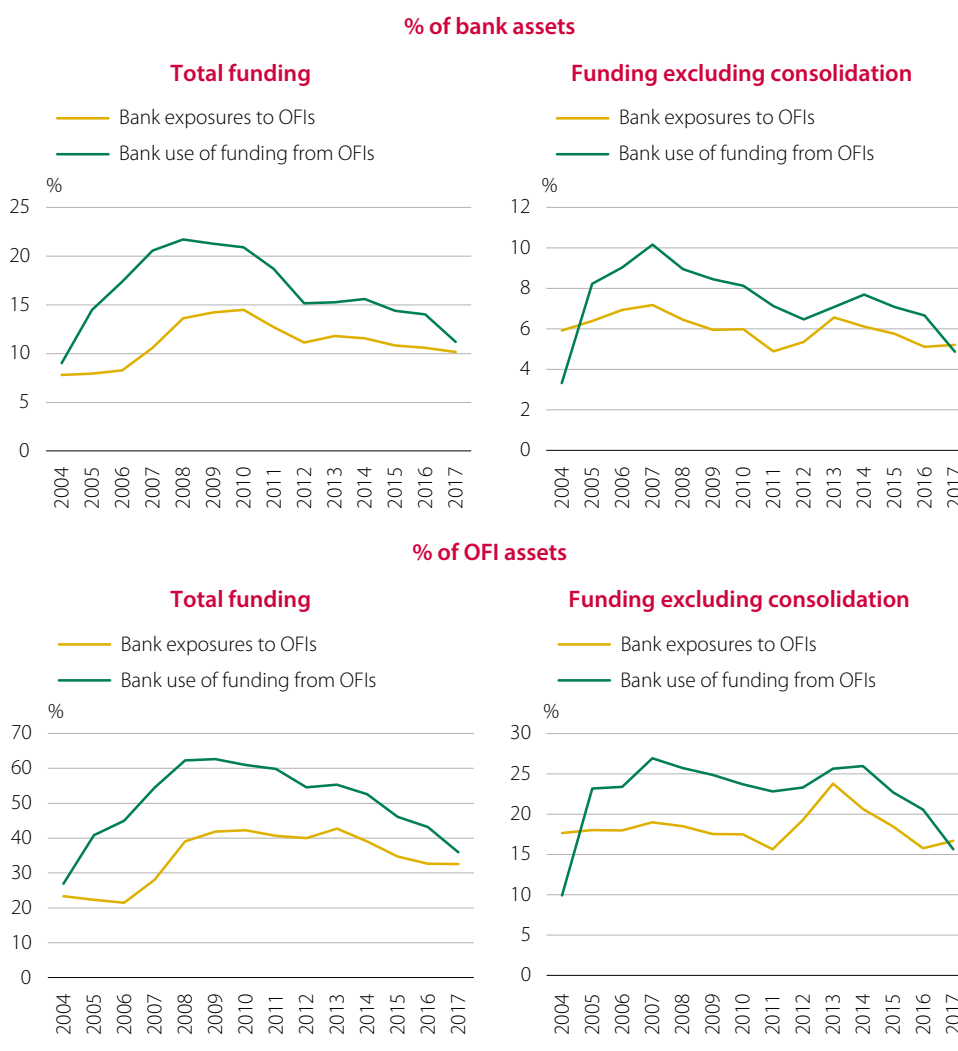 % of bank assets
Total funding
Bank exposures to OFIs
Bank use of funding from OFIs
%
25
20
15
10
5
0
2004 2005 2006 2007 2008 2009 2010 2011 2012 2013 2014 2015 2016 2017
Funding excluding consolidation
Bank exposures to OFIs
Bank use of funding from OFIs
%
12
10
8
6
4
2
0
2004 2005 2006 2007 2008 2009 2010 2011 2012 2013 2014 2015 2016 2017
% of OFI assets
Total funding
Bank exposures to OFIs
Bank use of funding from OFIs
%
70
60
50
40
30
20
10
0
2004 2005 2006 2007 2008 2009 2010 2011 2012 2013 2014 2015 2016 2017
Funding excluding consolidation
Bank exposures to OFIs
Bank use of funding from OFIs
%
30
25
20
15
10
5
0
2004 2005 2006 2007 2008 2009 2010 2011 2012 2013 2014 2015 2016 2017